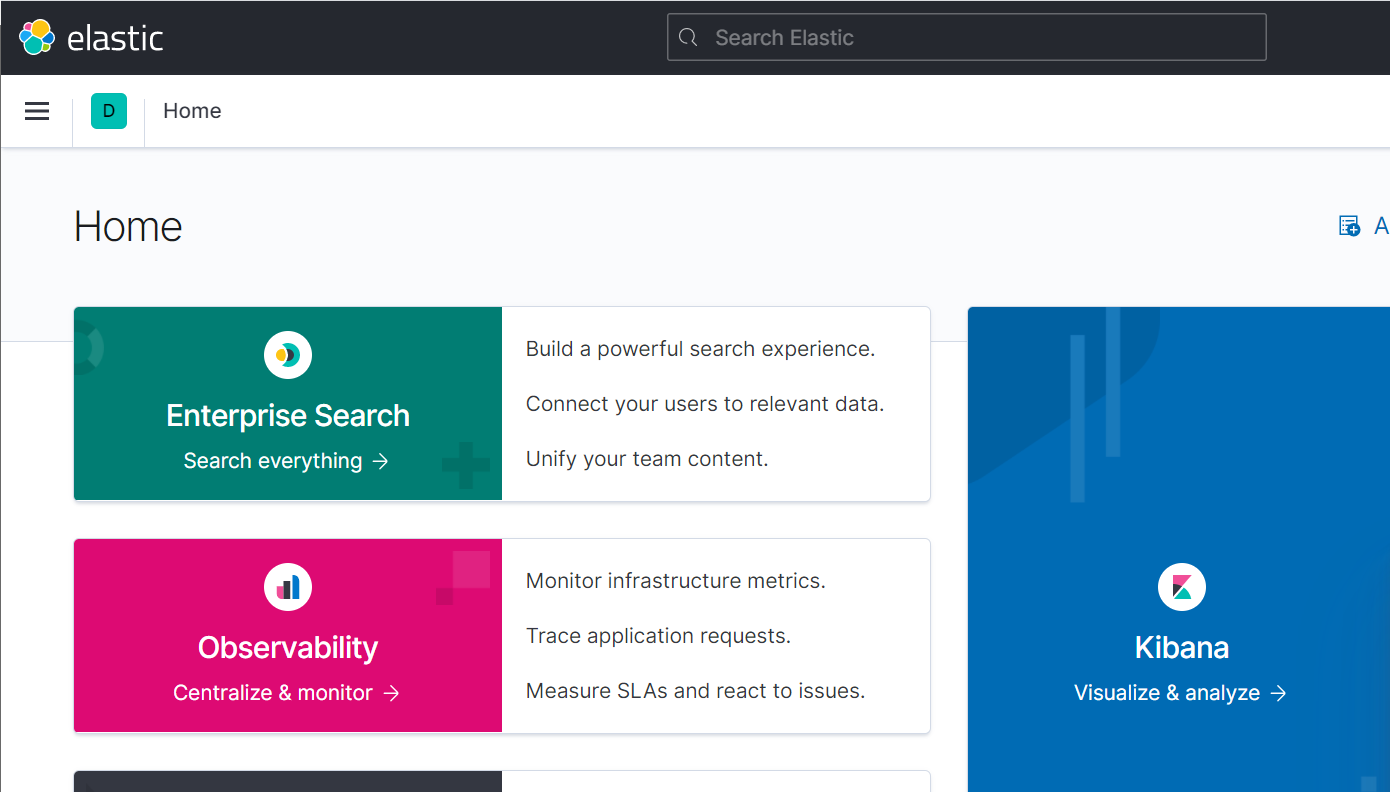 elastic
Search Elastic
D
Home
Home
A
Enterprise Search
Search everything →
Build a powerful search experience.
Connect your users to relevant data.
Unify your team content.
Observability
Centralize & monitor →
Monitor infrastructure metrics.
Trace application requests.
Measure SLAs and react to issues.
Kibana
Visualize & analyze →